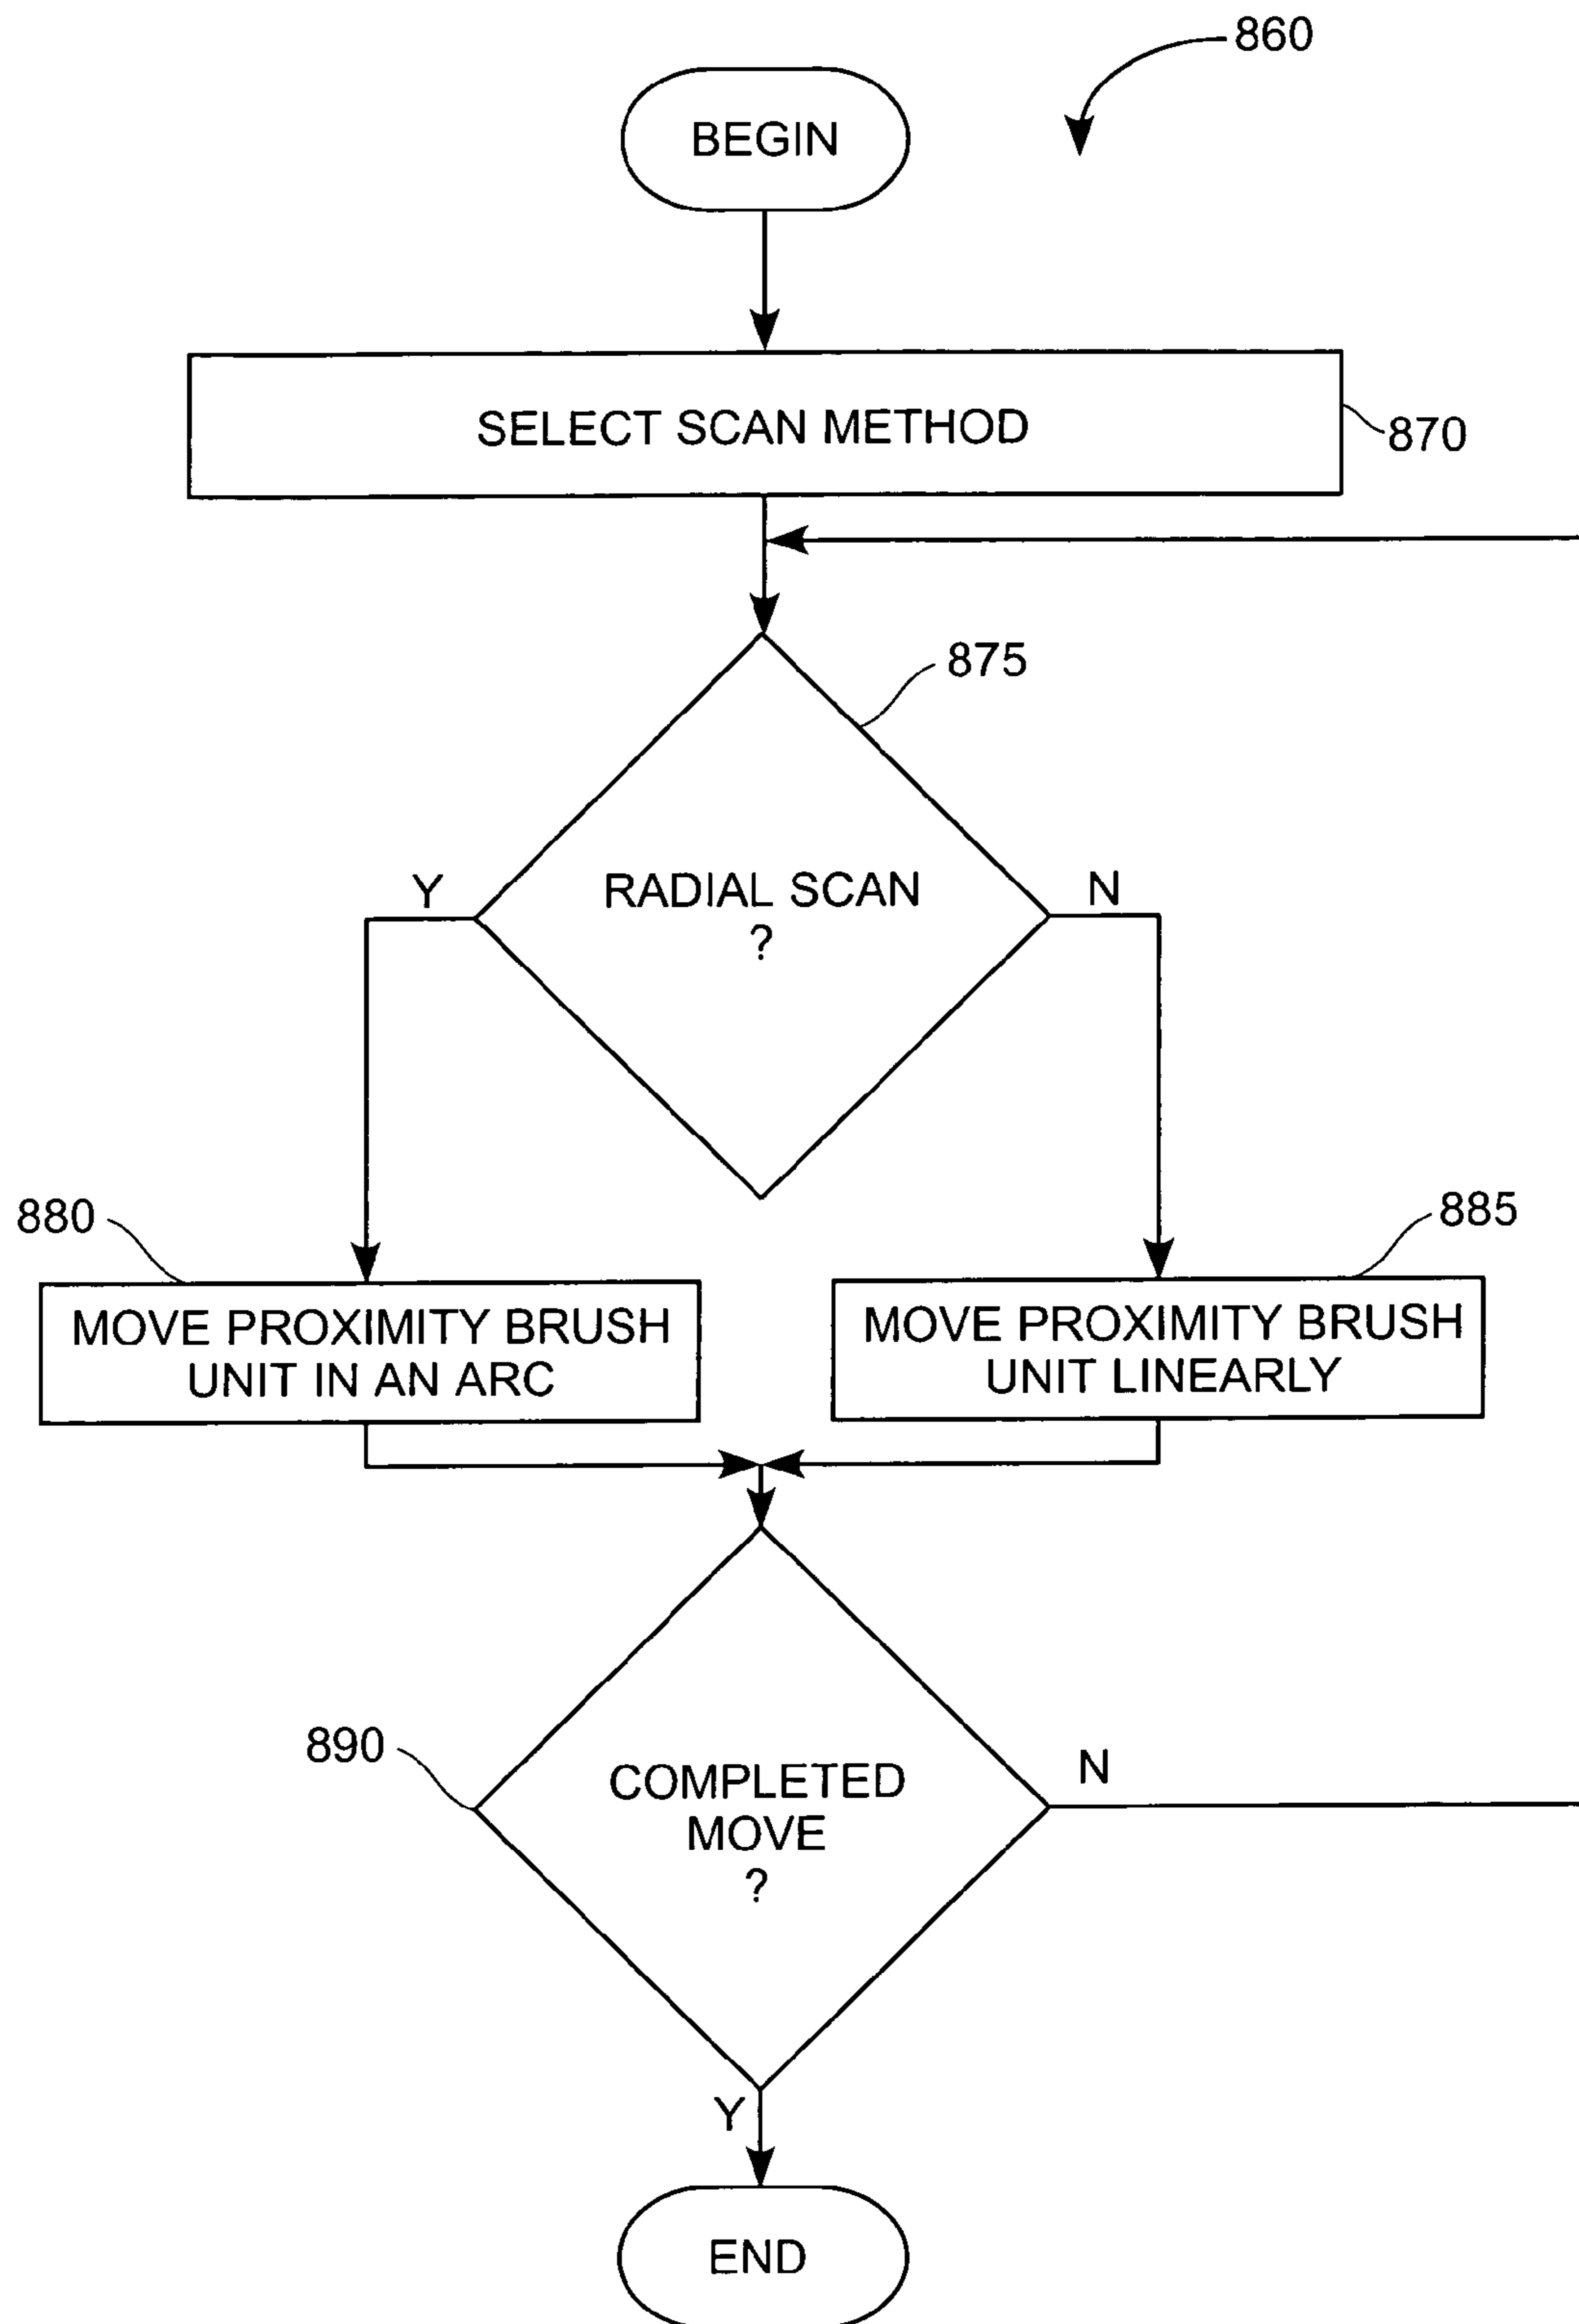 860
BEGIN
SELECT SCAN METHOD
870
875
Y
RADIAL SCAN
?
N
880
885
MOVE PROXIMITY BRUSH
UNIT IN AN ARC
MOVE PROXIMITY BRUSH
UNIT LINEARLY
890
COMPLETED
MOVE
?
N
Y
END